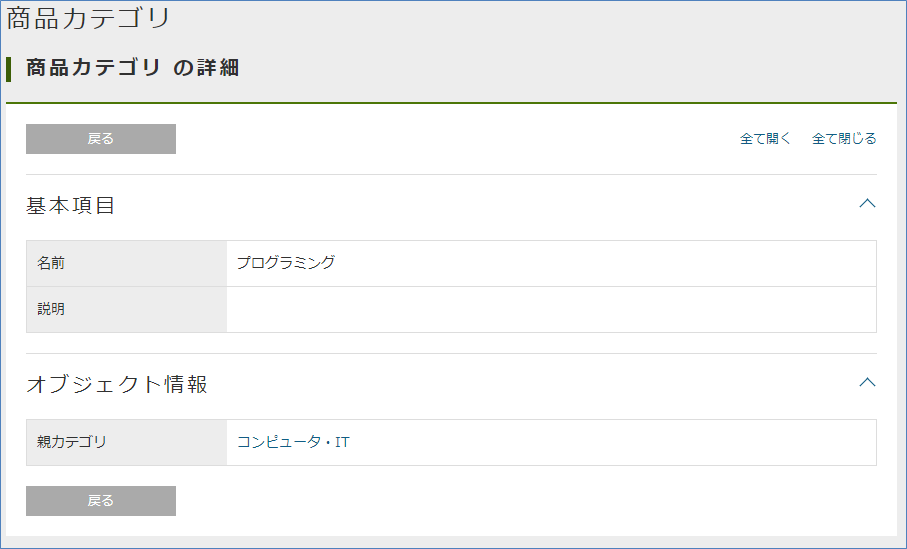 商品カテゴリ
商品カテゴリ の詳細
戻る
全て開く 全て閉じる
基本項目
名前 プログラミング
説明
オブジェクト情報
親カテゴリ コンピュータ・IT
戻る